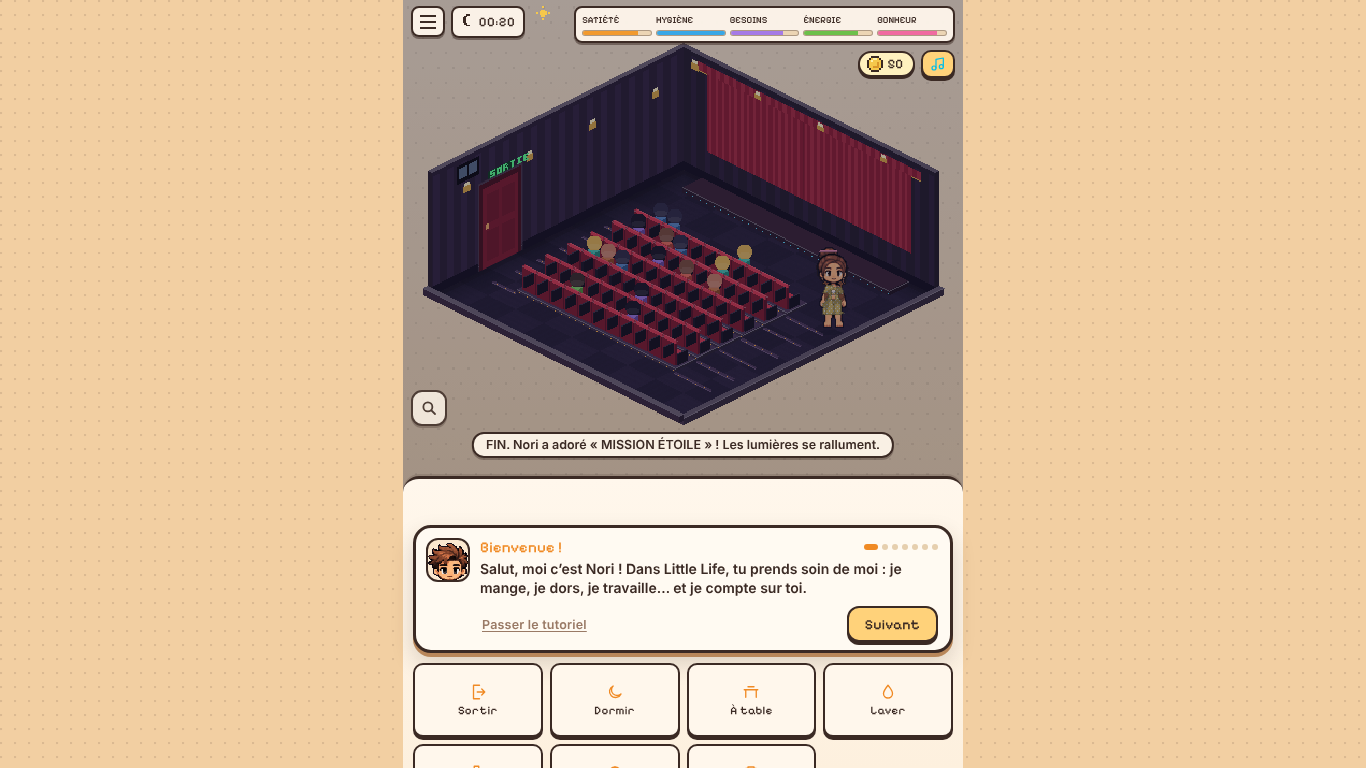 00:80
SATIÉTÉ
HYGIÈNE
BESOINS
ÉNERGIE
BONHEUR
80
SORTIE
FIN. Nori a adoré « MISSION ÉTOILE » ! Les lumières se rallument.
Bienvenue !
Salut, moi c’est Nori ! Dans Little Life, tu prends soin de moi : je
mange, je dors, je travaille… et je compte sur toi.
Passer le tutoriel
Suivant
Sortir
Dormir
À table
Laver